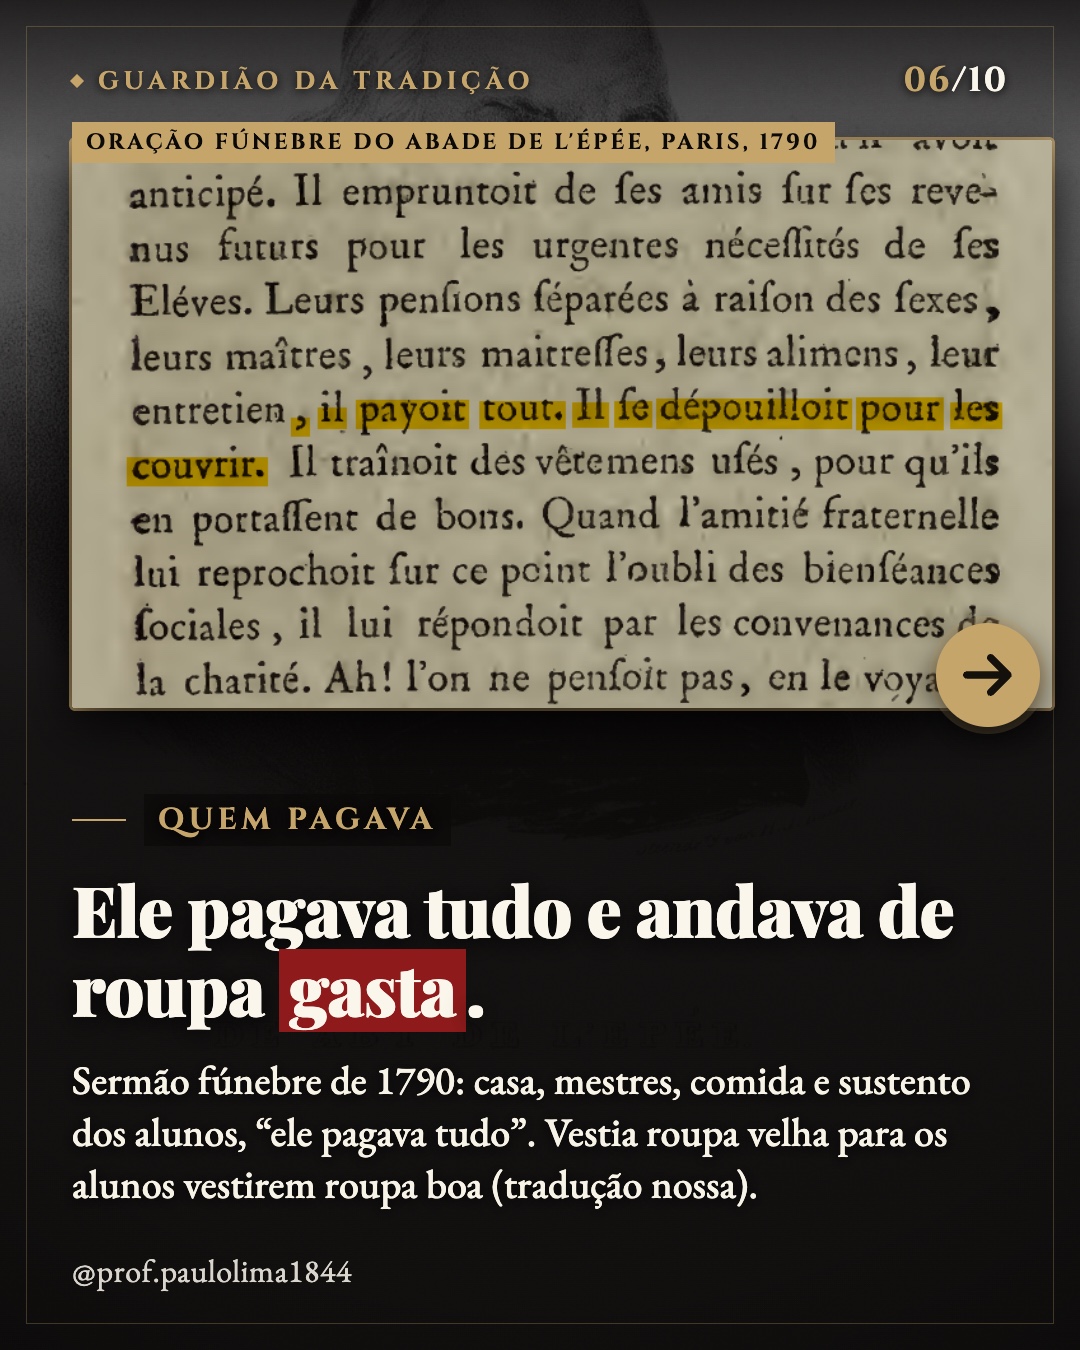 GUARDIÃO DA TRADIÇÃO
06/10
ORAÇÃO FÚNEBRE DO ABADE DE L'ÉPÉE, PARIS, 1790
avoit
anticipé. Il empruntoit de ſes amis ſur ſes reve-
nus futurs pour les urgentes néceſſités de ſes
Eléves. Leurs penſions ſéparées à raiſon des ſexes,
leurs maîtres, leurs maitreſſes, leurs alimens, leur
entretien, il payoit tout. Il ſe dépouilloit pour les
couvrir. Il traînoit des vêtemens uſés, pour qu'ils
en portaſſent de bons. Quand l'amitié fraternelle
lui reprochoit ſur ce point l'oubli des bienſéances
ſociales, il lui répondoit par les convenances de
la charité. Ah! l'on ne penſoit pas, en le
QUEM PAGAVA
Ele pagava tudo e andava de
roupa gasta.
Sermão fúnebre de 1790: casa, mestres, comida e sustento
dos alunos, “ele pagava tudo”. Vestia roupa velha para os
alunos vestirem roupa boa (tradução nossa).
@prof.paulolima1844